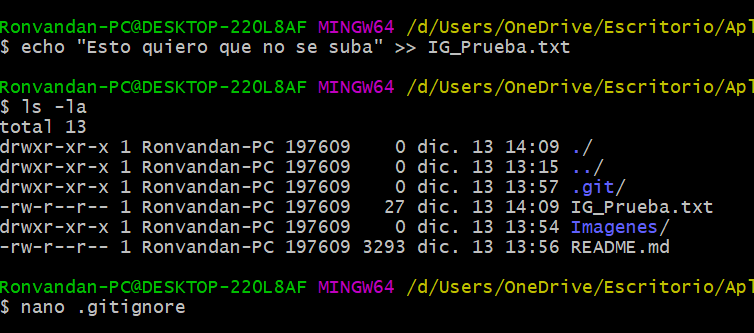 Ronvandan-PC@DESKTOP-220L8AF MINGW64 /d/Users/OneDrive/Escritorio/Apl
$ echo "Esto quiero que no se suba" >> IG_Prueba.txt
Ronvandan-PC@DESKTOP-220L8AF MINGW64 /d/Users/OneDrive/Escritorio/Apl
$ ls -la
total 13
drwxr-xr-x 1 Ronvandan-PC 197609    0 dic. 13 14:09 ./
drwxr-xr-x 1 Ronvandan-PC 197609    0 dic. 13 13:15 ../
drwxr-xr-x 1 Ronvandan-PC 197609    0 dic. 13 13:57 .git/
-rw-r--r-- 1 Ronvandan-PC 197609   27 dic. 13 14:09 IG_Prueba.txt
drwxr-xr-x 1 Ronvandan-PC 197609    0 dic. 13 13:54 Imagenes/
-rw-r--r-- 1 Ronvandan-PC 197609 3293 dic. 13 13:56 README.md
Ronvandan-PC@DESKTOP-220L8AF MINGW64 /d/Users/OneDrive/Escritorio/Apl
$ nano .gitignore